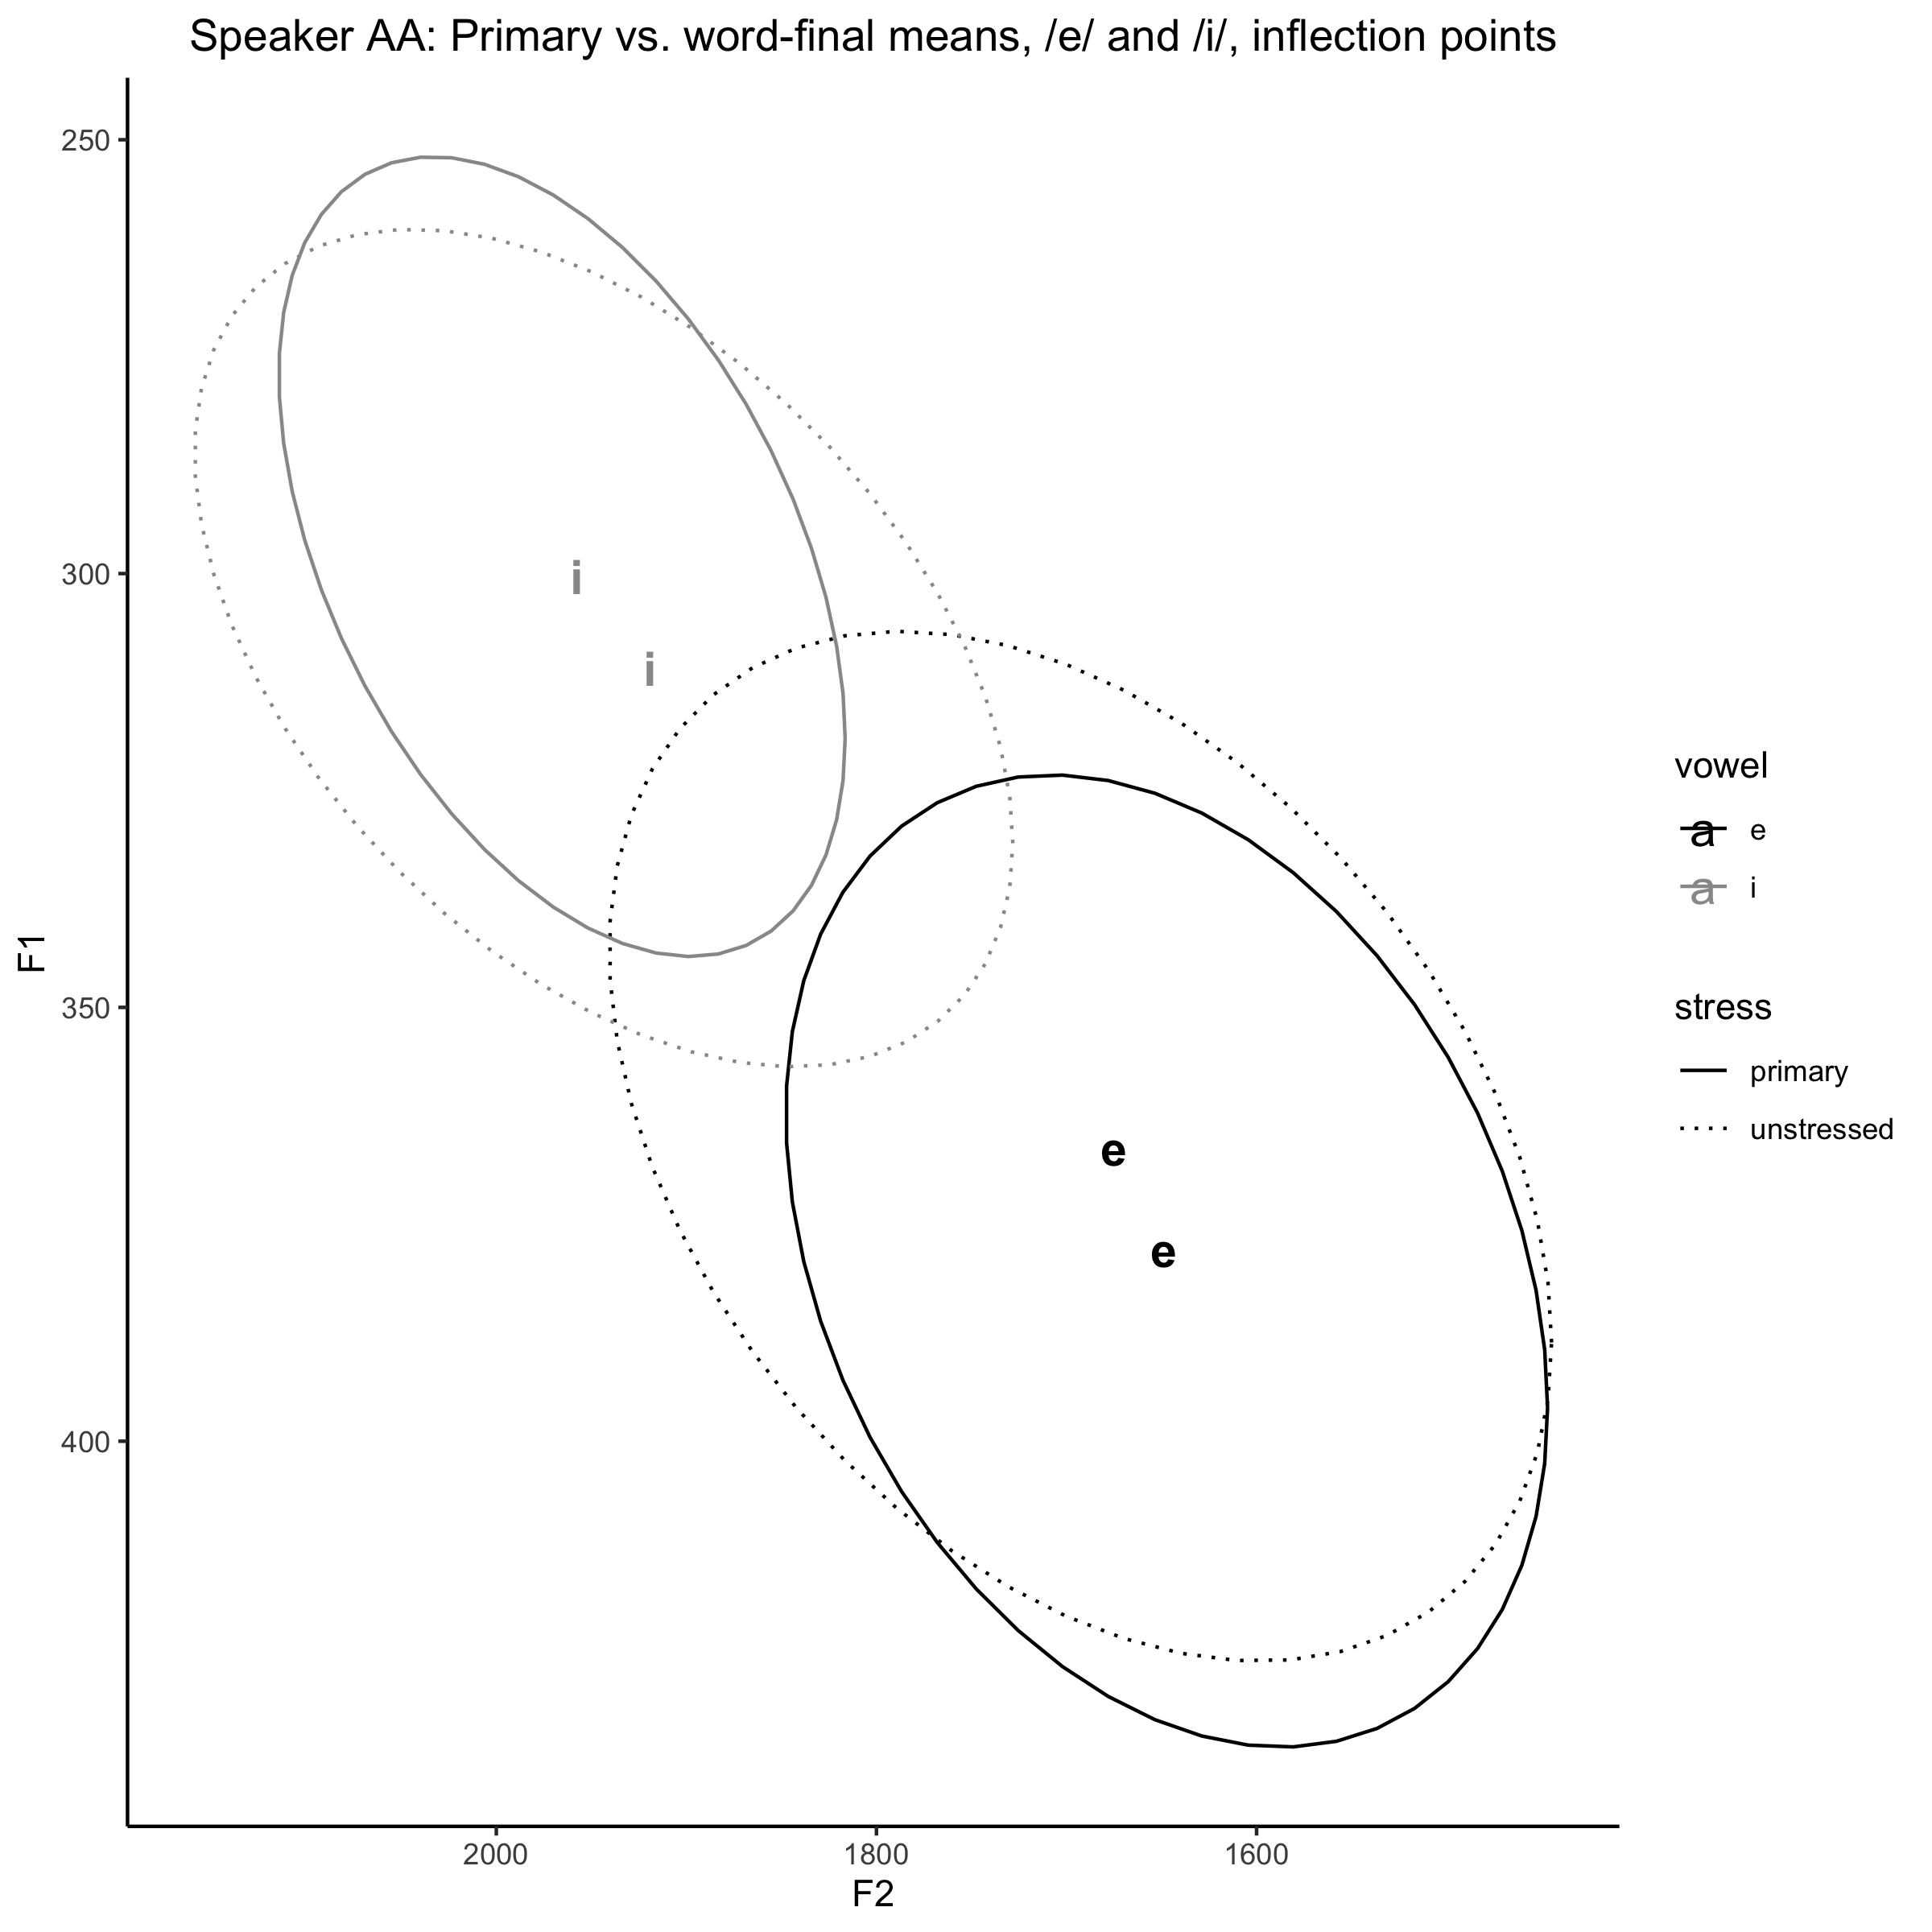 Speaker AA: Primary vs. word-final means, /e/ and /i/, inflection points
250
300
350
400
F1
i
i
e
e
2000
1800
1600
F2
vowel
a e
a i
stress
primary
unstressed